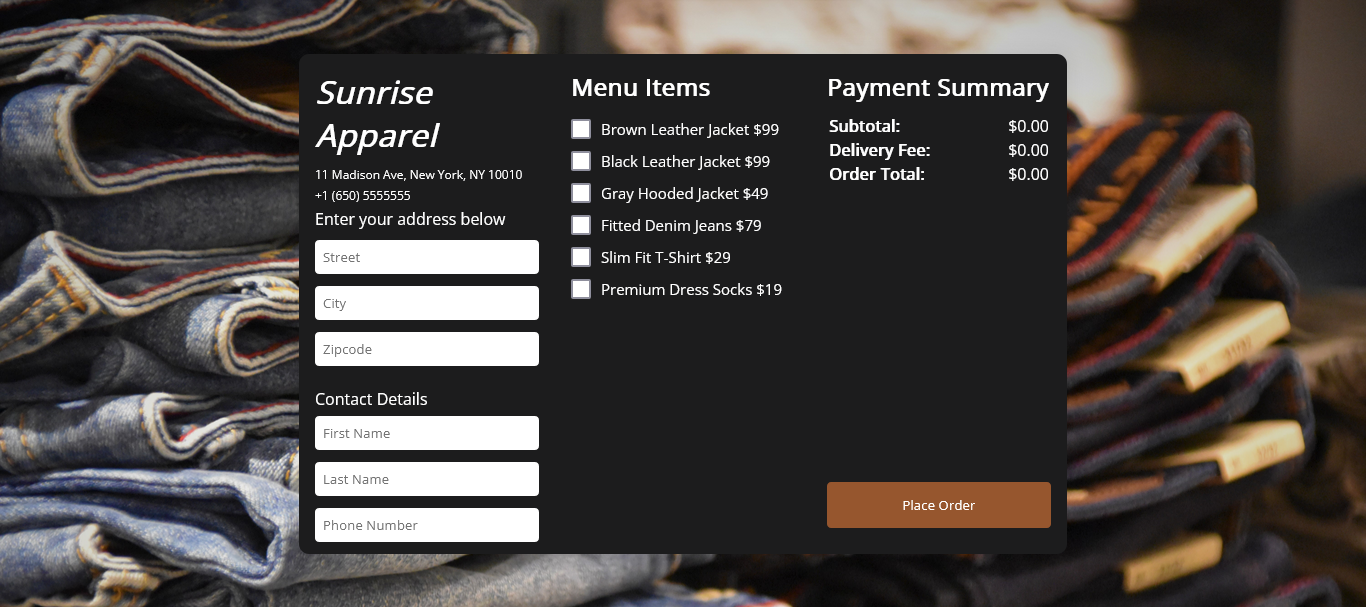 Sunrise
Apparel
11 Madison Ave, New York, NY 10010
+1 (650) 5555555
Enter your address below
Street
City
Zipcode
Contact Details
First Name
Last Name
Phone Number
Menu Items
Brown Leather Jacket $99
Black Leather Jacket $99
Gray Hooded Jacket $49
Fitted Denim Jeans $79
Slim Fit T-Shirt $29
Premium Dress Socks $19
Payment Summary
Subtotal: $0.00
Delivery Fee: $0.00
Order Total: $0.00
Place Order